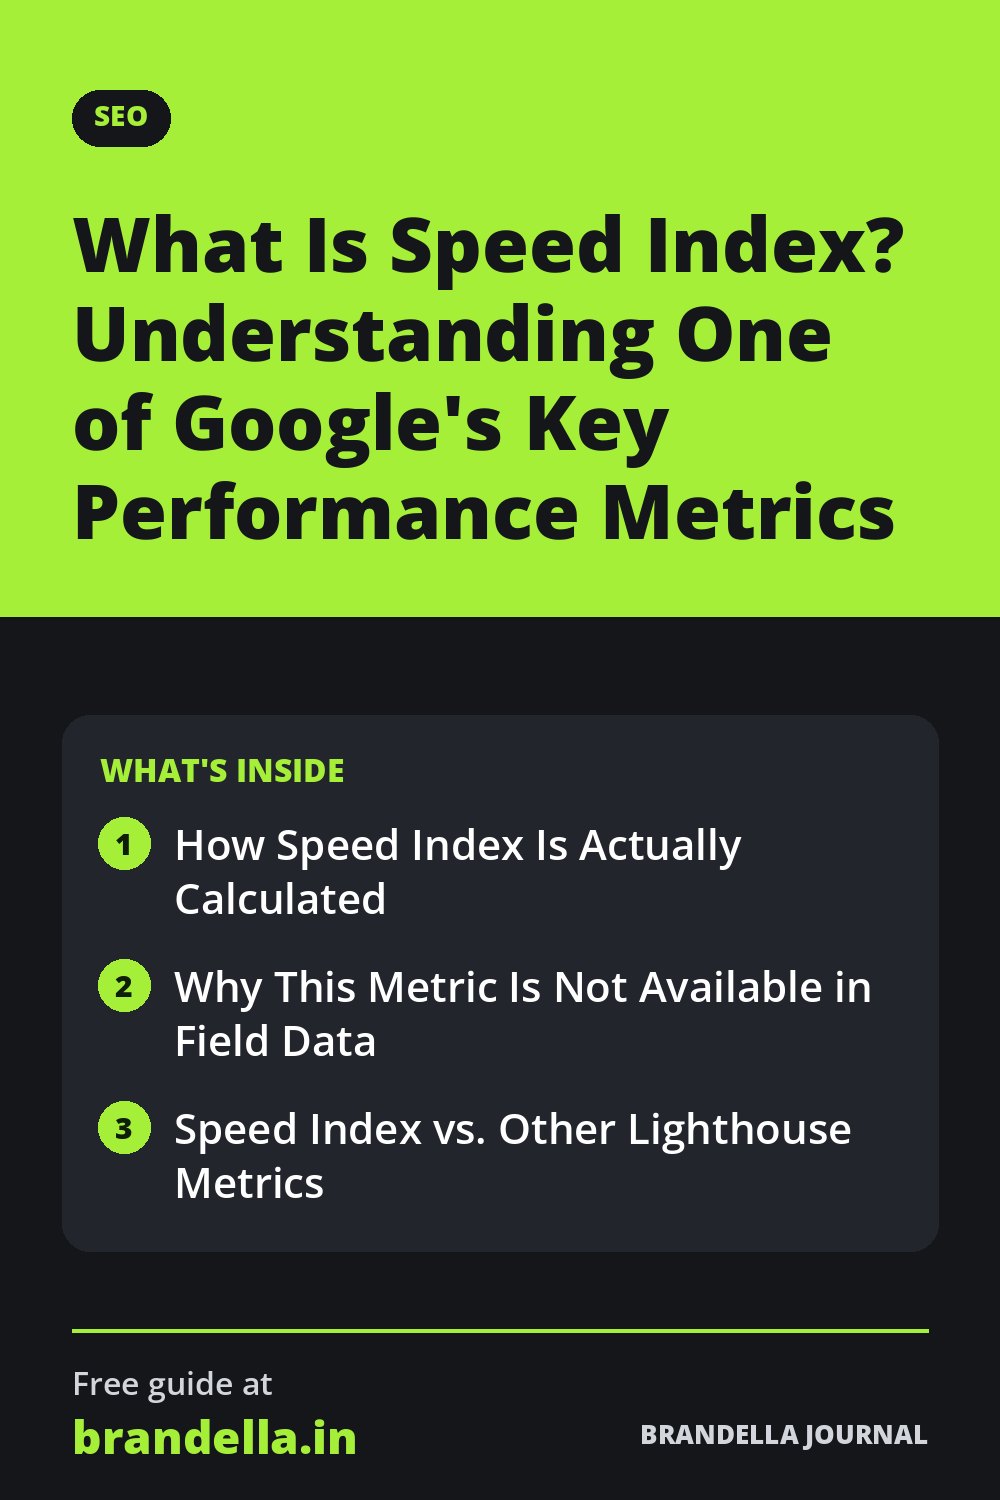 SEO
What Is Speed Index?
Understanding One
of Google's Key
Performance Metrics
WHAT'S INSIDE
1 How Speed Index Is Actually
Calculated
2 Why This Metric Is Not Available in
Field Data
3 Speed Index vs. Other Lighthouse
Metrics
Free guide at
brandella.in
BRANDELLA JOURNAL